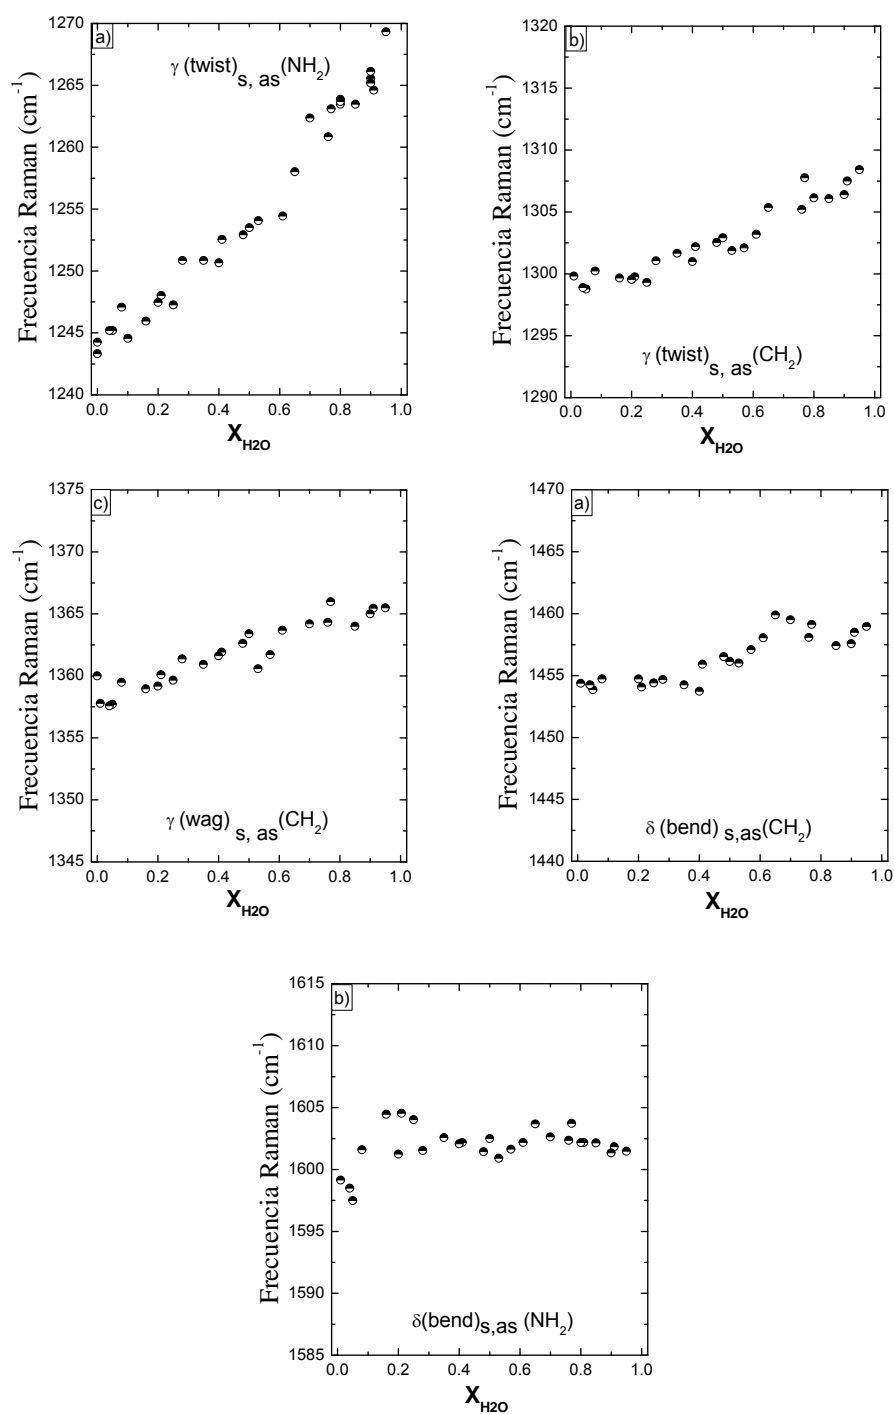 a)
γ (twist)s, as(NH2)
Frecuencia Raman (cm-1)
1270
1265
1260
1255
1250
1245
1240
0.0 0.2 0.4 0.6 0.8 1.0
XH2O
b)
Frecuencia Raman (cm-1)
1320
1315
1310
1305
1300
1295
1290
γ (twist)s, as(CH2)
0.0 0.2 0.4 0.6 0.8 1.0
XH2O
c)
Frecuencia Raman (cm-1)
1375
1370
1365
1360
1355
1350
1345
γ (wag) s, as(CH2)
0.0 0.2 0.4 0.6 0.8 1.0
XH2O
a)
Frecuencia Raman (cm-1)
1470
1465
1460
1455
1450
1445
1440
δ (bend) s,as(CH2)
0.0 0.2 0.4 0.6 0.8 1.0
XH2O
b)
Frecuencia Raman (cm-1)
1615
1610
1605
1600
1595
1590
1585
δ(bend)s,as (NH2)
0.0 0.2 0.4 0.6 0.8 1.0
XH2O